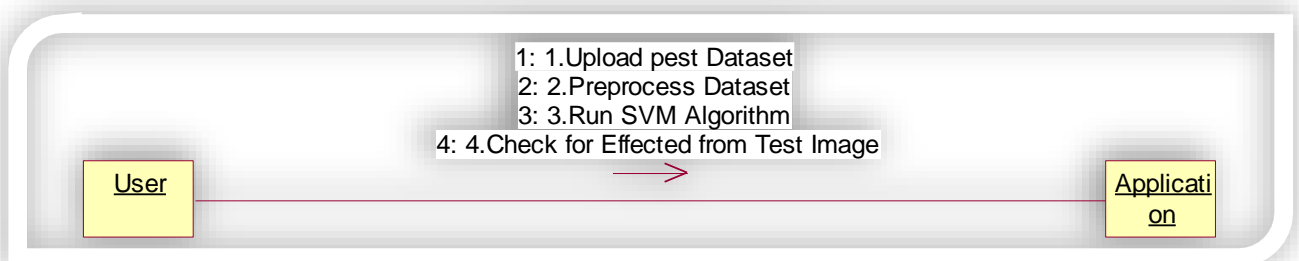 1: 1.Upload pest Dataset
2: 2.Preprocess Dataset
3: 3.Run SVM Algorithm
4: 4.Check for Effected from Test Image
User
Applicati
on